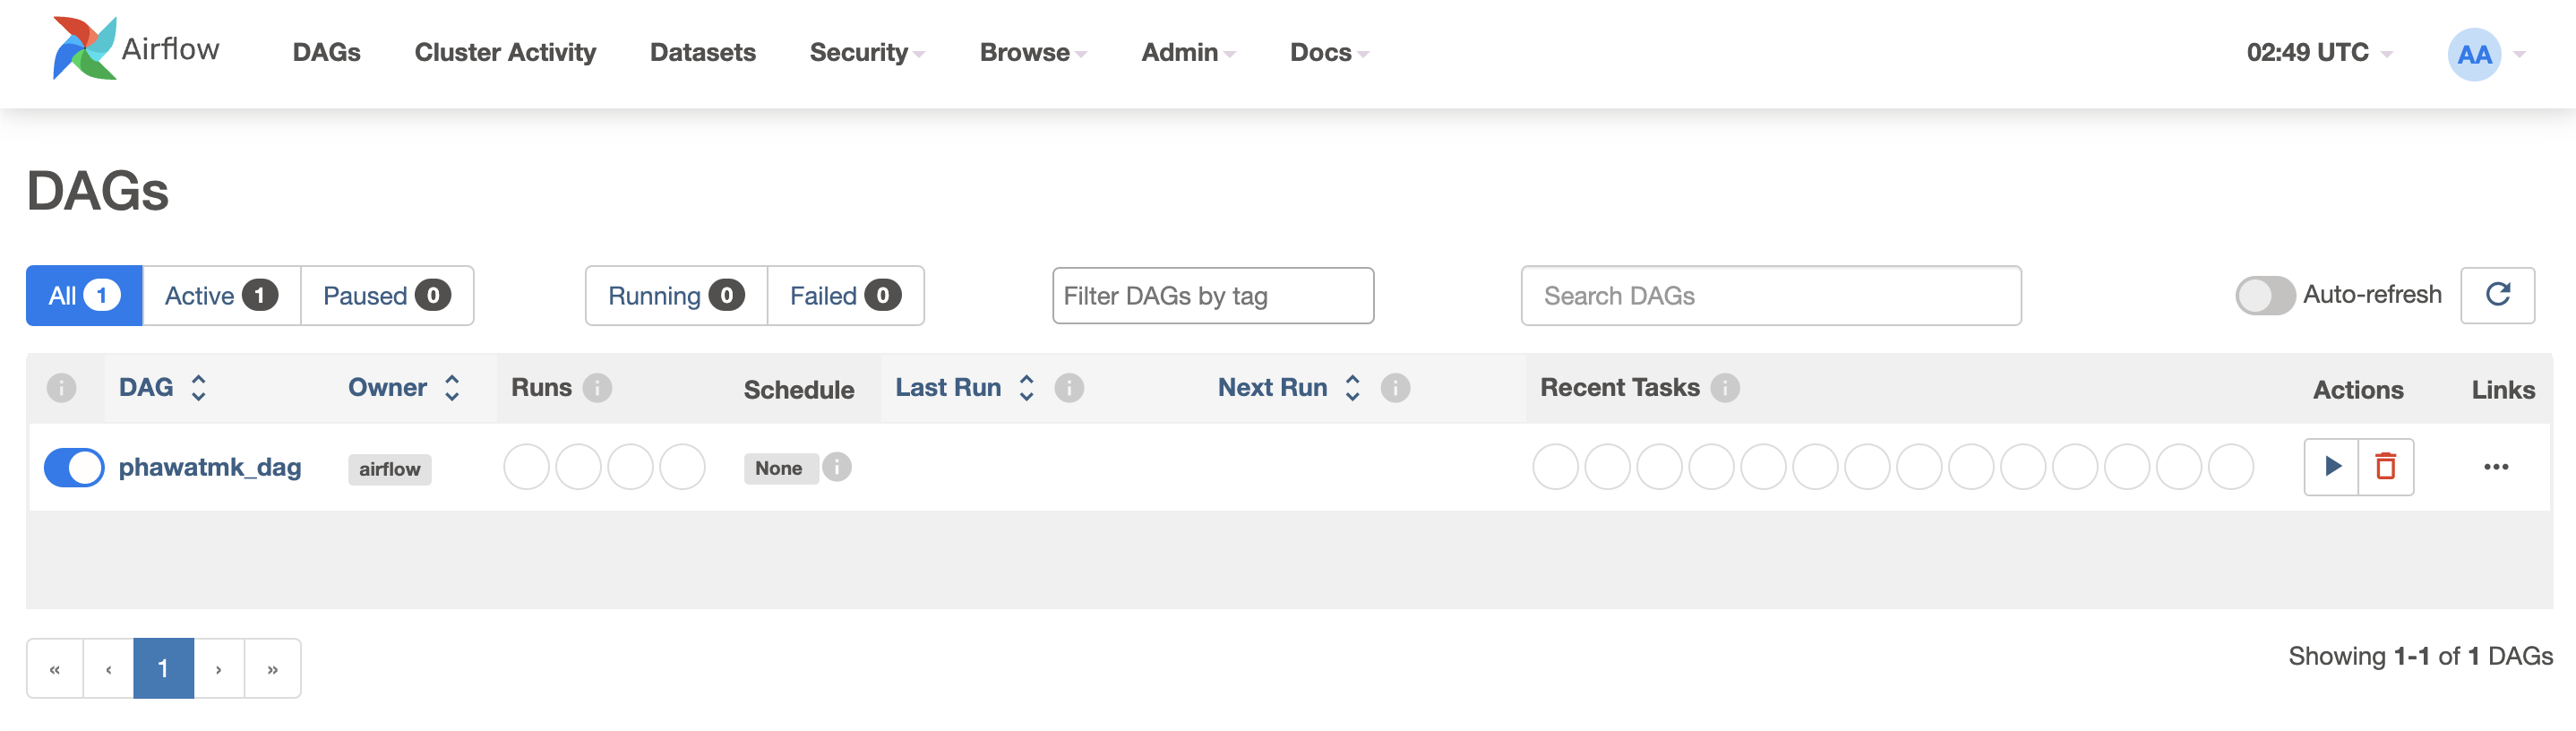 Airflow DAGs Cluster Activity Datasets Security Browse Admin Docs 02:49 UTC AA
DAGs
All 1 Active 1 Paused 0 Running 0 Failed 0 Filter DAGs by tag Search DAGs Auto-refresh
i DAG Owner Runs i Schedule Last Run i Next Run i Recent Tasks i Actions Links
phawatmk_dag airflow None i ...
« ‹ 1 › » Showing 1-1 of 1 DAGs